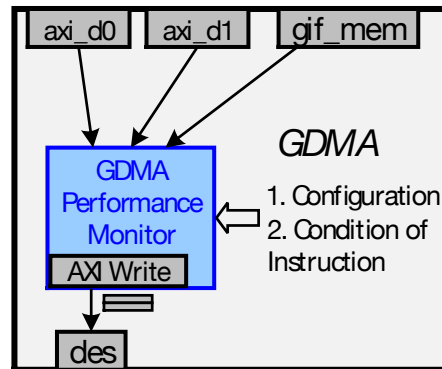 axi_d0 axi_d1 gif_mem
GDMA
Performance
Monitor
AXI Write
des
GDMA
1. Configuration
2. Condition of
Instruction